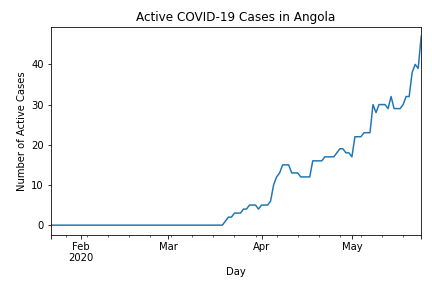 Active COVID-19 Cases in Angola
Number of Active Cases
40
30
20
10
0
Feb
2020
Mar
Apr
May
Day